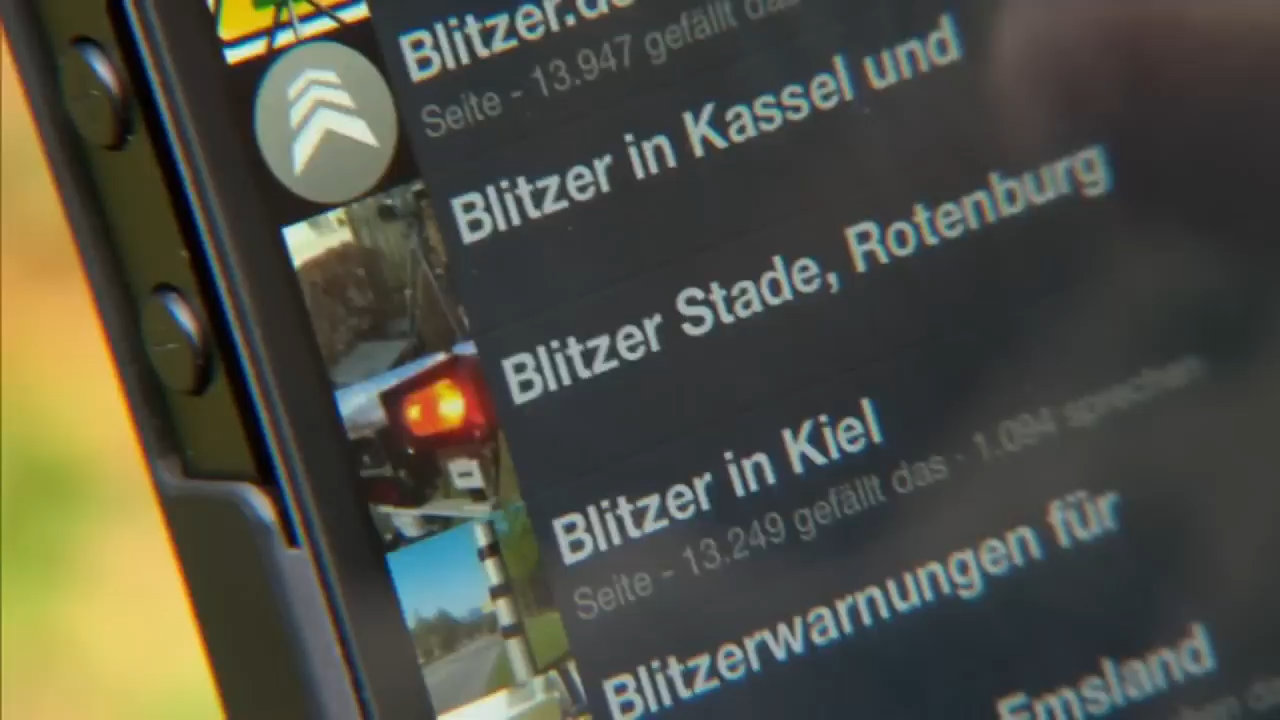 Blitzer.de
Seite - 13.947 gefällt das
Blitzer in Kassel und
Blitzer Stade, Rotenburg
Blitzer in Kiel
Seite - 13.249 gefällt das · 1.094 sprechen
Blitzerwarnungen für
Emsland